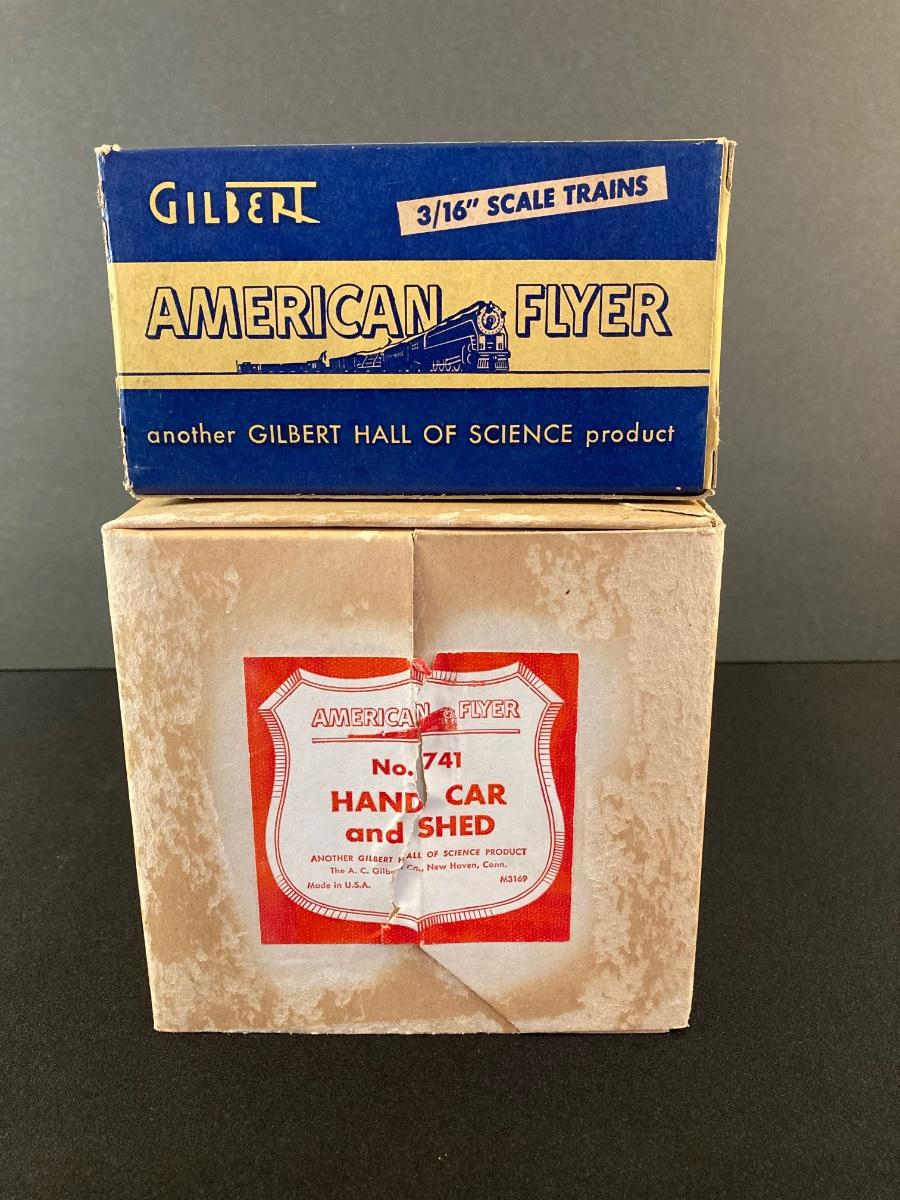 GILBERT
3/16" SCALE TRAINS
AMERICAN FLYER
another GILBERT HALL OF SCIENCE product
AMERICAN FLYER
No. 741
HAND CAR
and SHED
ANOTHER GILBERT HALL OF SCIENCE PRODUCT
The A. C. Gilbert Co., New Haven, Conn.
Made in U.S.A. M3169